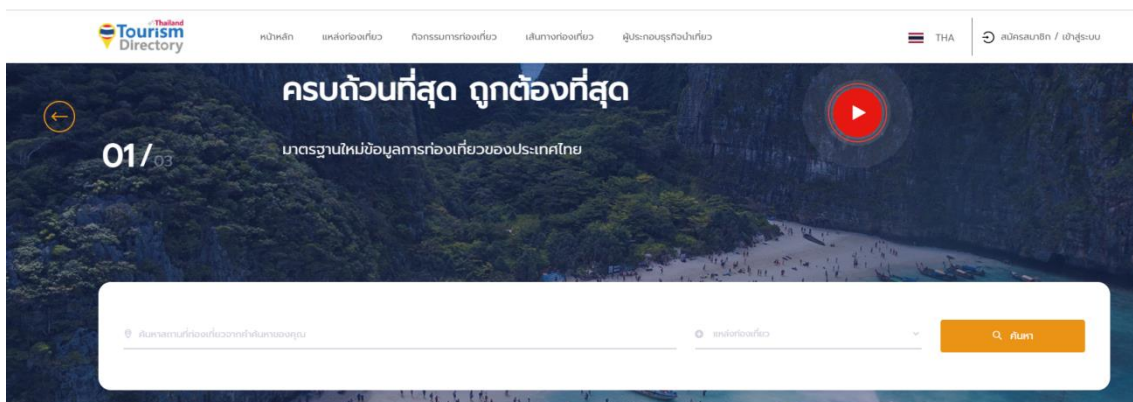 Thailand
Tourism
Directory
หน้าหลัก
แหล่งท่องเที่ยว
กิจกรรมการท่องเที่ยว
เส้นทางท่องเที่ยว
ผู้ประกอบธุรกิจนำเที่ยว
THA
สมัครสมาชิก / เข้าสู่ระบบ
ครบถ้วนที่สุด ถูกต้องที่สุด
01/03
มาตรฐานใหม่ข้อมูลการท่องเที่ยวของประเทศไทย
ค้นหาสถานที่ท่องเที่ยวจากคำค้นหาของคุณ
แหล่งท่องเที่ยว
ค้นหา